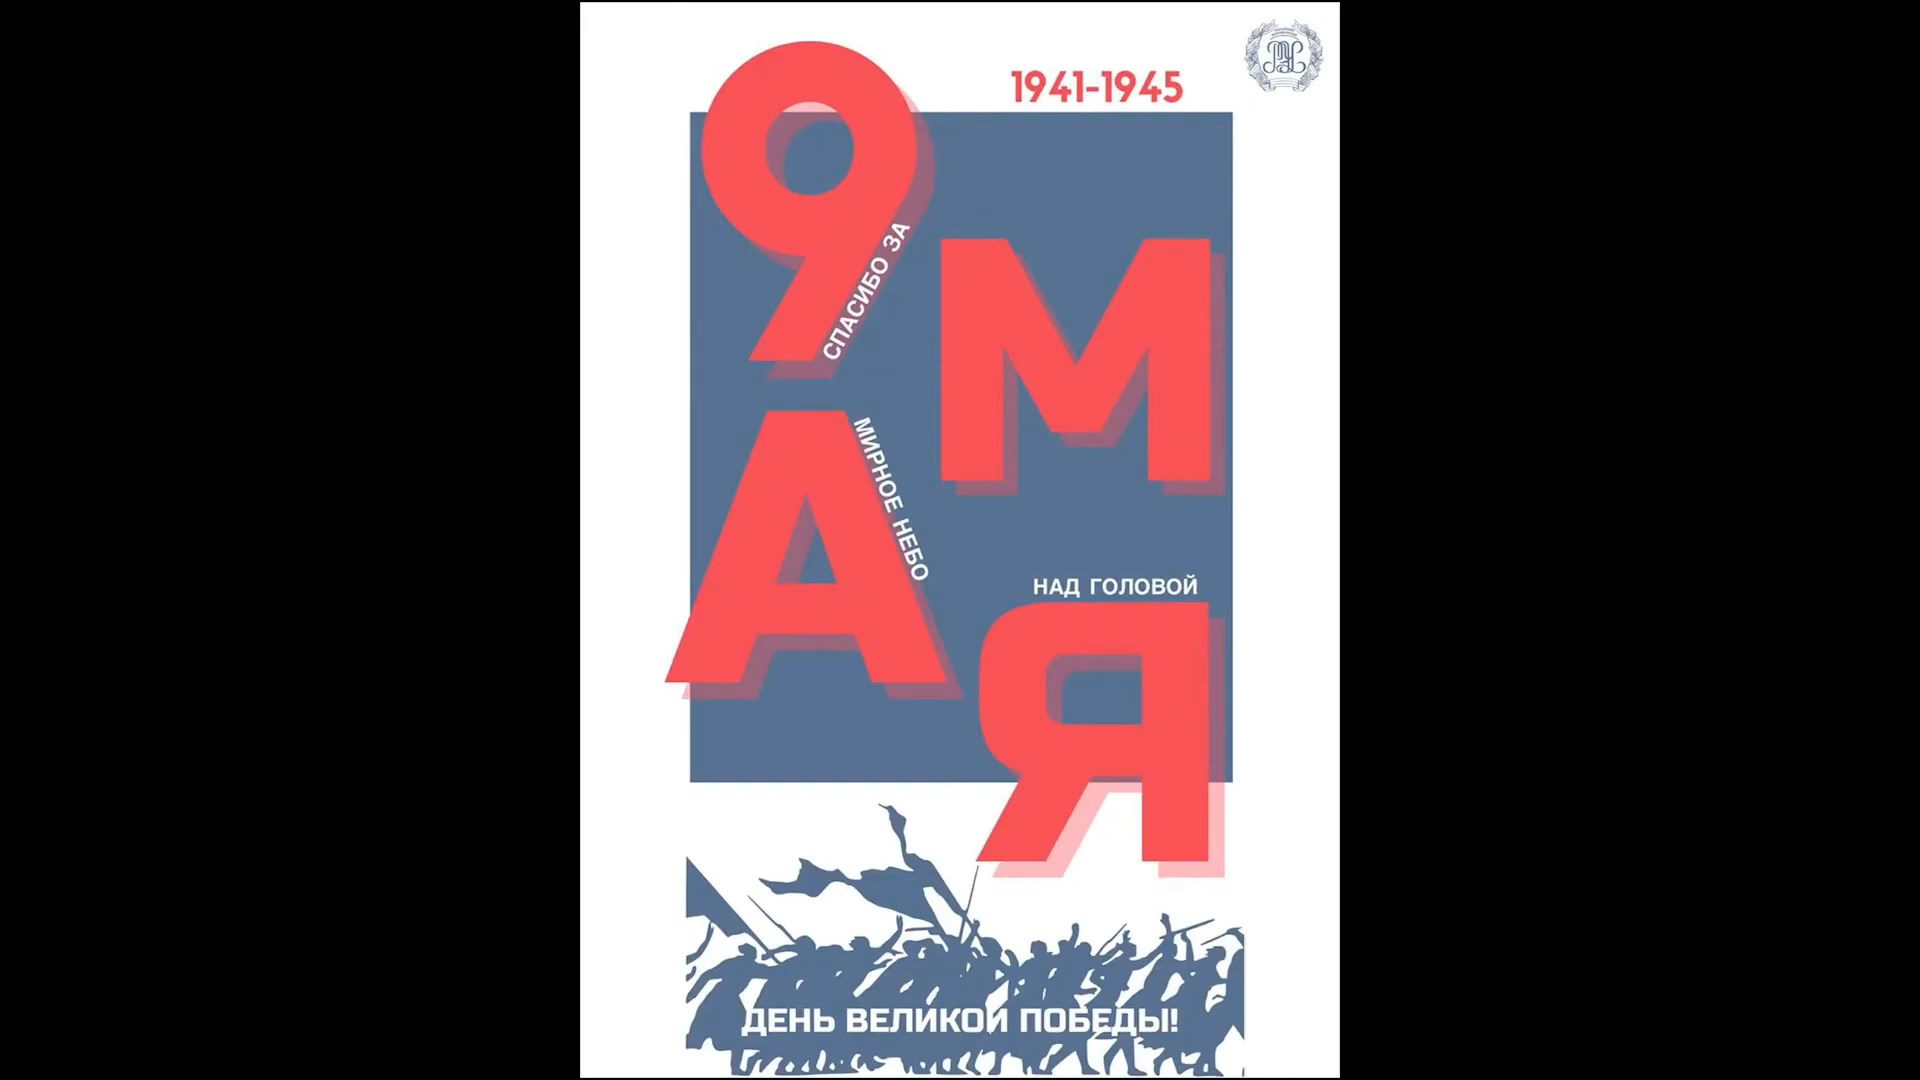 1941-1945
9
СПАСИБО ЗА
М
А
МИРНОЕ НЕБО
НАД ГОЛОВОЙ
Я
ДЕНЬ ВЕЛИКОЙ ПОБЕДЫ!